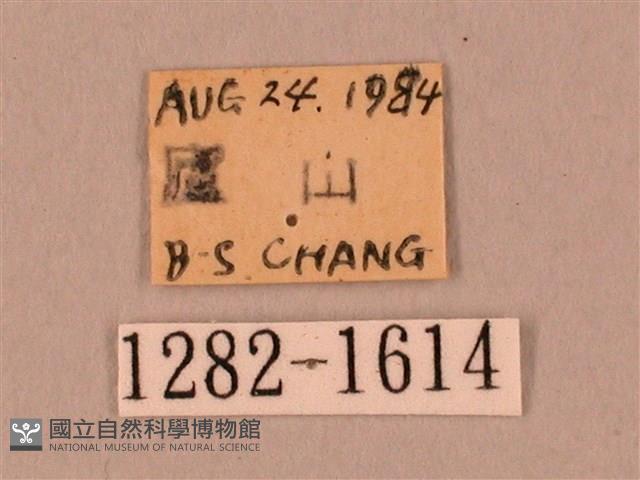 AUG 24. 1984
山
B-S CHANG
1282-1614
國立自然科學博物館
NATIONAL MUSEUM OF NATURAL SCIENCE